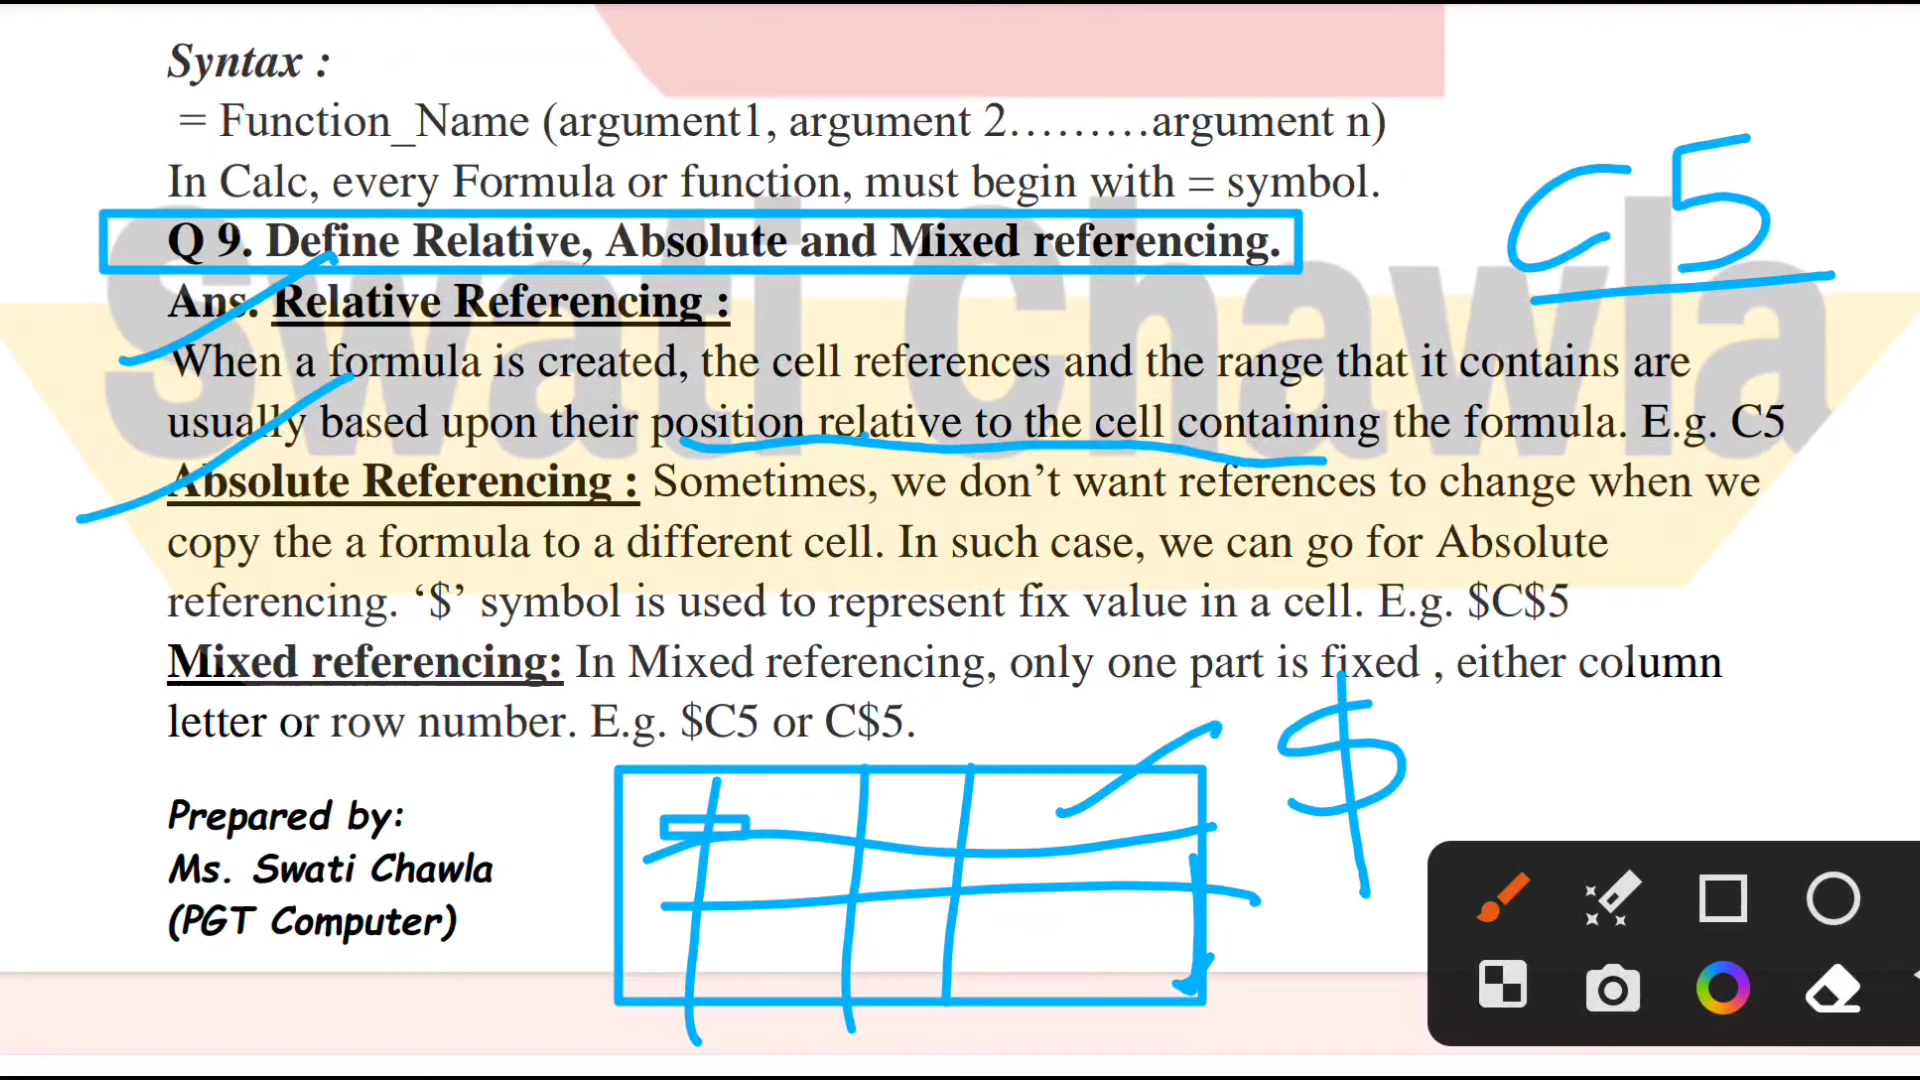 Syntax :
= Function_Name (argument1, argument 2………argument n)
In Calc, every Formula or function, must begin with = symbol.
C5
Q 9. Define Relative, Absolute and Mixed referencing.
Ans. Relative Referencing :
When a formula is created, the cell references and the range that it contains are
usually based upon their position relative to the cell containing the formula. E.g. C5
Absolute Referencing : Sometimes, we don’t want references to change when we
copy the a formula to a different cell. In such case, we can go for Absolute
referencing. ‘$’ symbol is used to represent fix value in a cell. E.g. $C$5
Mixed referencing: In Mixed referencing, only one part is fixed , either column
letter or row number. E.g. $C5 or C$5.
$
Prepared by:
Ms. Swati Chawla
(PGT Computer)
Swati Chawla